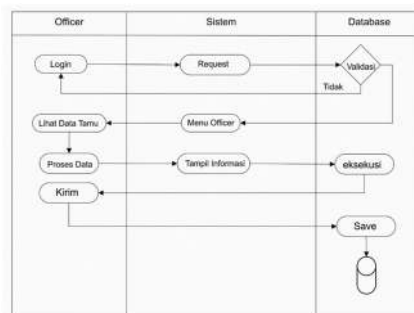 Officer
Sistem
Database
Login
Request
Validasi
Tidak
Lihat Data Tamu
Menu Officer
Proses Data
Tampil Informasi
eksekusi
Kirim
Save